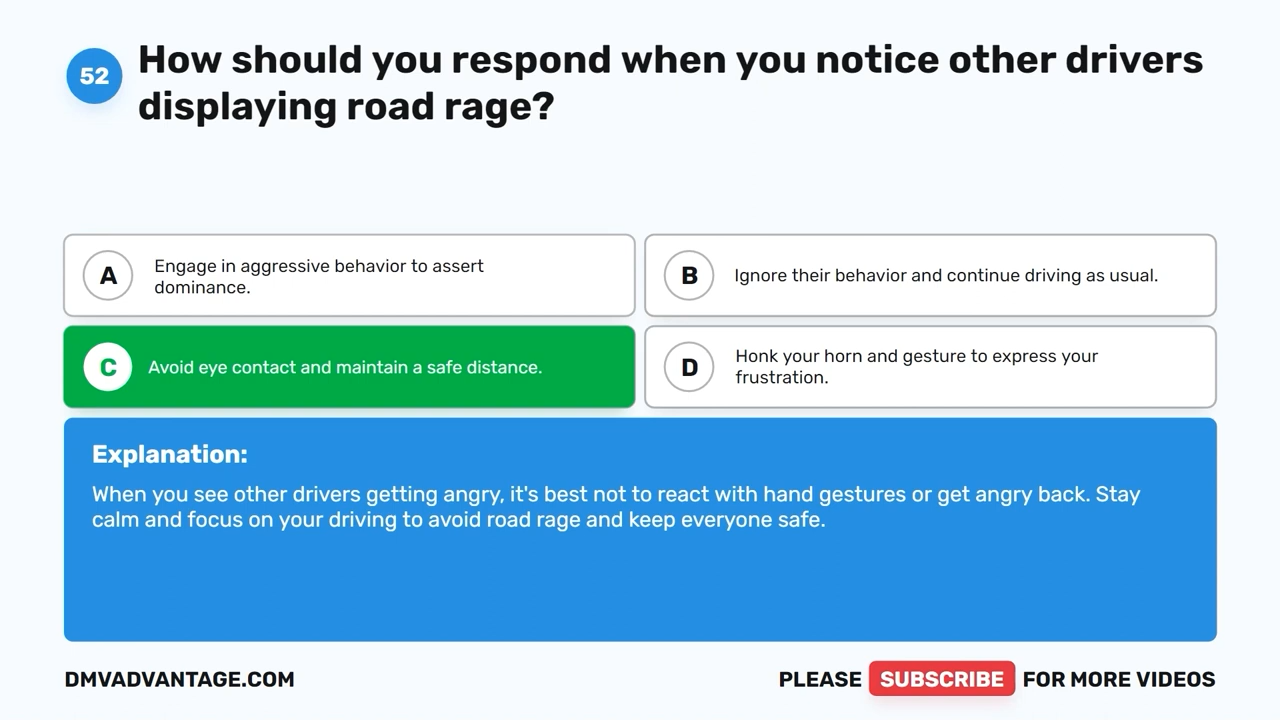 52
How should you respond when you notice other drivers
displaying road rage?
A
Engage in aggressive behavior to assert
dominance.
B
Ignore their behavior and continue driving as usual.
C
Avoid eye contact and maintain a safe distance.
D
Honk your horn and gesture to express your
frustration.
Explanation:
When you see other drivers getting angry, it's best not to react with hand gestures or get angry back. Stay
calm and focus on your driving to avoid road rage and keep everyone safe.
DMVADVANTAGE.COM
PLEASE SUBSCRIBE FOR MORE VIDEOS